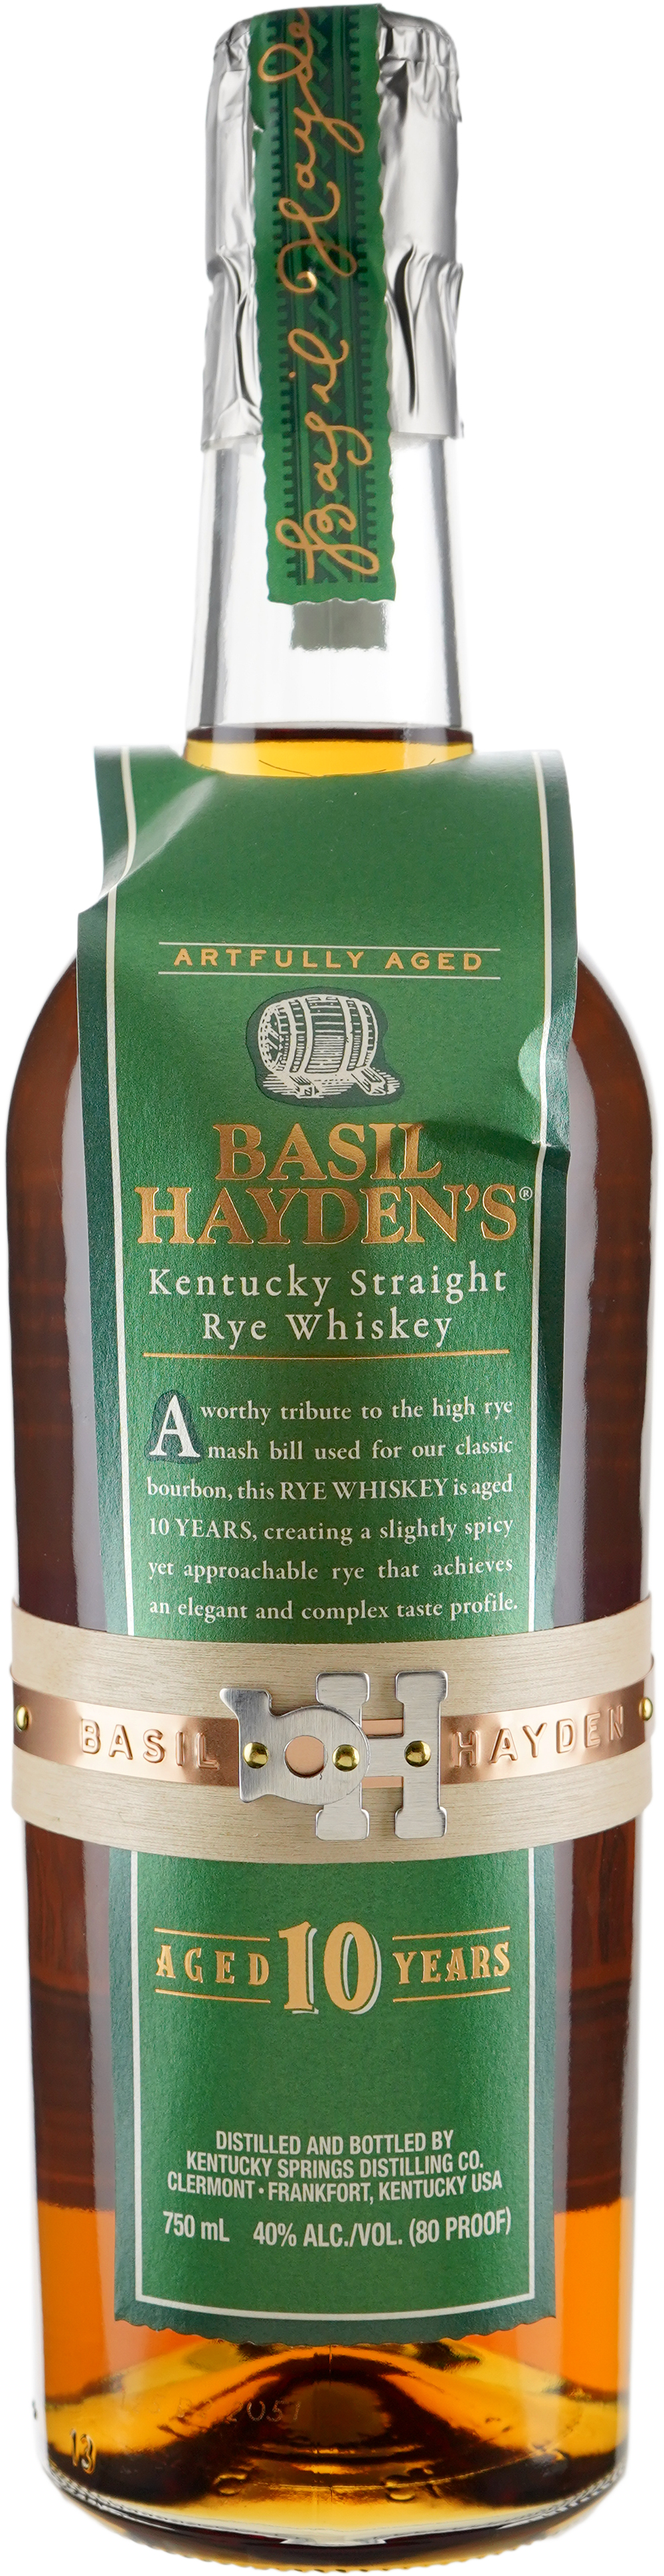 Basil Hayden
ARTFULLY AGED
BASIL
HAYDEN'S®
Kentucky Straight
Rye Whiskey
A worthy tribute to the high rye
mash bill used for our classic
bourbon, this RYE WHISKEY is aged
10 YEARS, creating a slightly spicy
yet approachable rye that achieves
an elegant and complex taste profile.
BASIL bH HAYDEN
AGED 10 YEARS
DISTILLED AND BOTTLED BY
KENTUCKY SPRINGS DISTILLING CO.
CLERMONT • FRANKFORT, KENTUCKY USA
750 mL 40% ALC./VOL. (80 PROOF)
2051
13